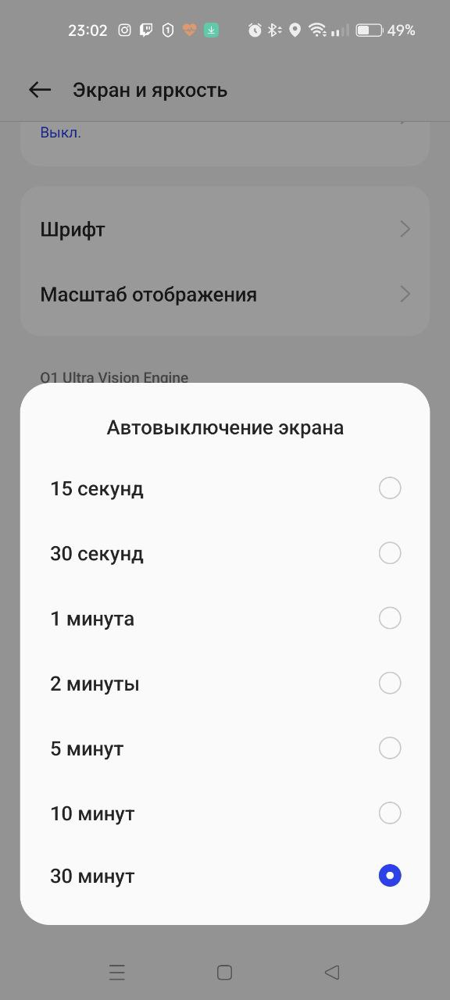 23:02 49%
Экран и яркость
Выкл.
Шрифт
Масштаб отображения
O1 Ultra Vision Engine
Автовыключение экрана
15 секунд
30 секунд
1 минута
2 минуты
5 минут
10 минут
30 минут